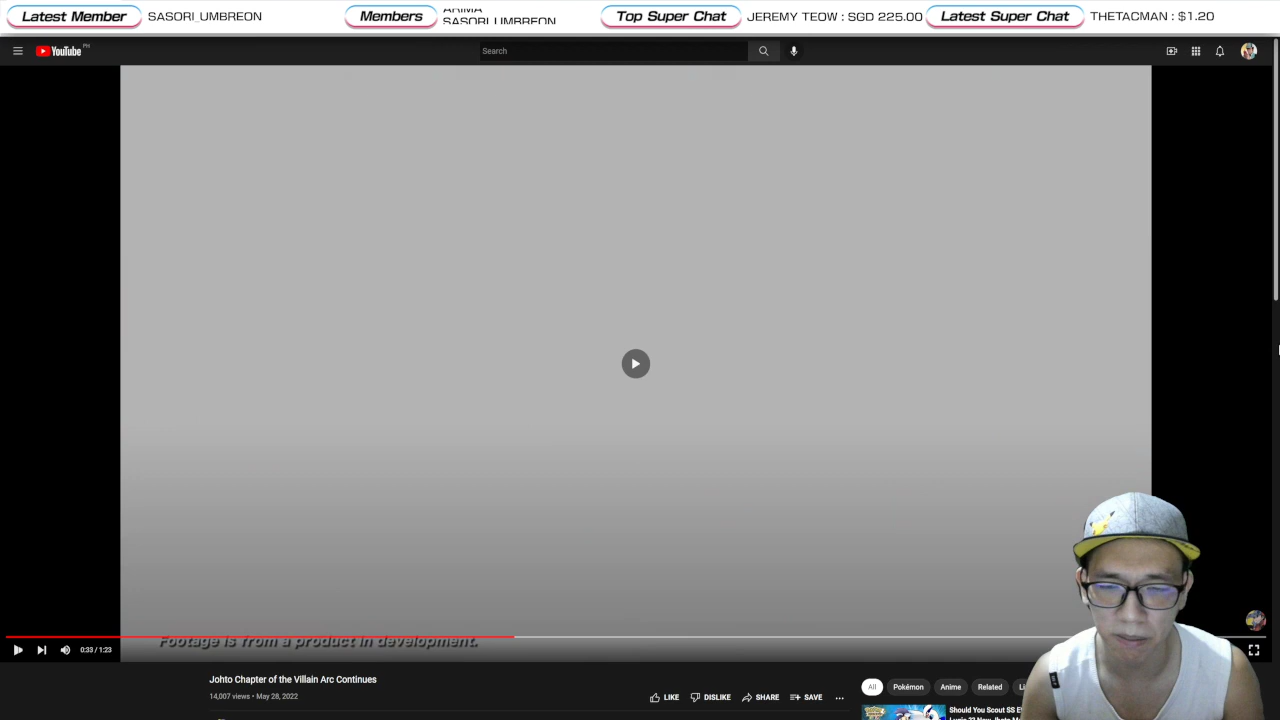 Latest Member SASORI_UMBREON Members ARIMA SASORI_UMBREON Top Super Chat JEREMY TEOW : SGD 225.00 Latest Super Chat THETACMAN : $1.20
YouTube PH Search
Footage is from a product in development.
0:33 / 1:23
Johto Chapter of the Villain Arc Continues
14,007 views • May 28, 2022 LIKE DISLIKE SHARE SAVE ...
All Pokémon Anime Related
Should You Scout SS